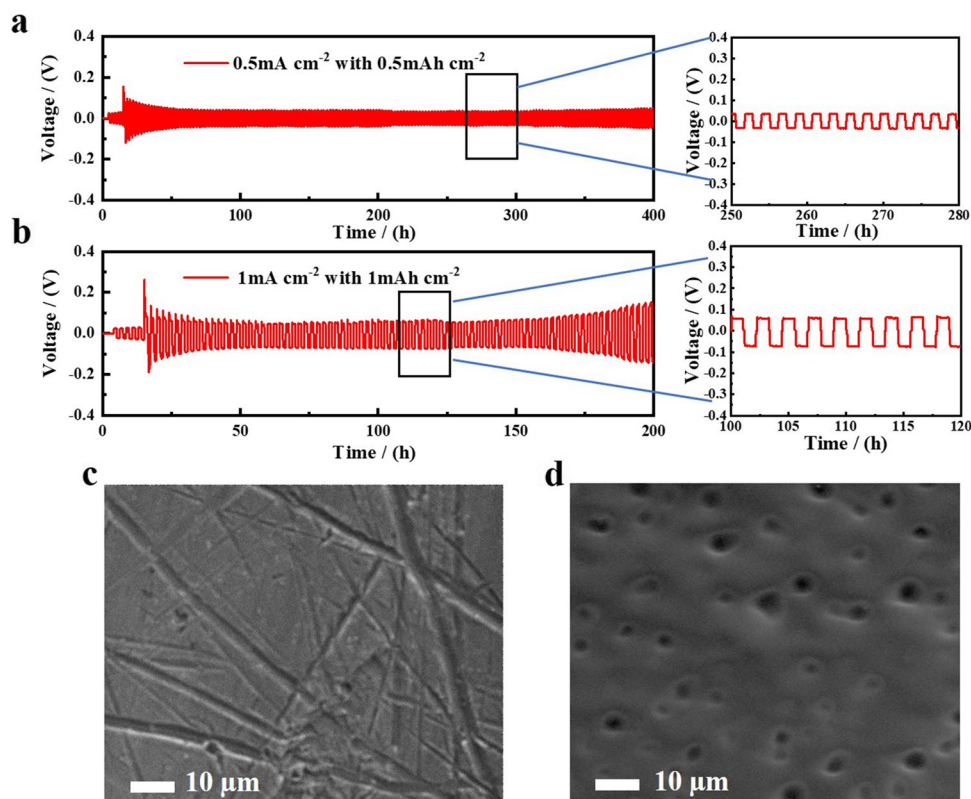 a
0.4
0.2
0.0
-0.2
-0.4
Voltage / (V)
0.5mA cm-2 with 0.5mAh cm-2
0
100
200
300
400
Time / (h)
0.4
0.3
0.2
0.1
0.0
-0.1
-0.2
-0.3
-0.4
Voltage / (V)
250
260
270
280
Time / (h)
b
0.4
0.2
0.0
-0.2
-0.4
Voltage / (V)
1mA cm-2 with 1mAh cm-2
0
50
100
150
200
Time / (h)
0.4
0.3
0.2
0.1
0.0
-0.1
-0.2
-0.3
-0.4
Voltage / (V)
100
105
110
115
120
Time / (h)
c
10 μm
d
10 μm